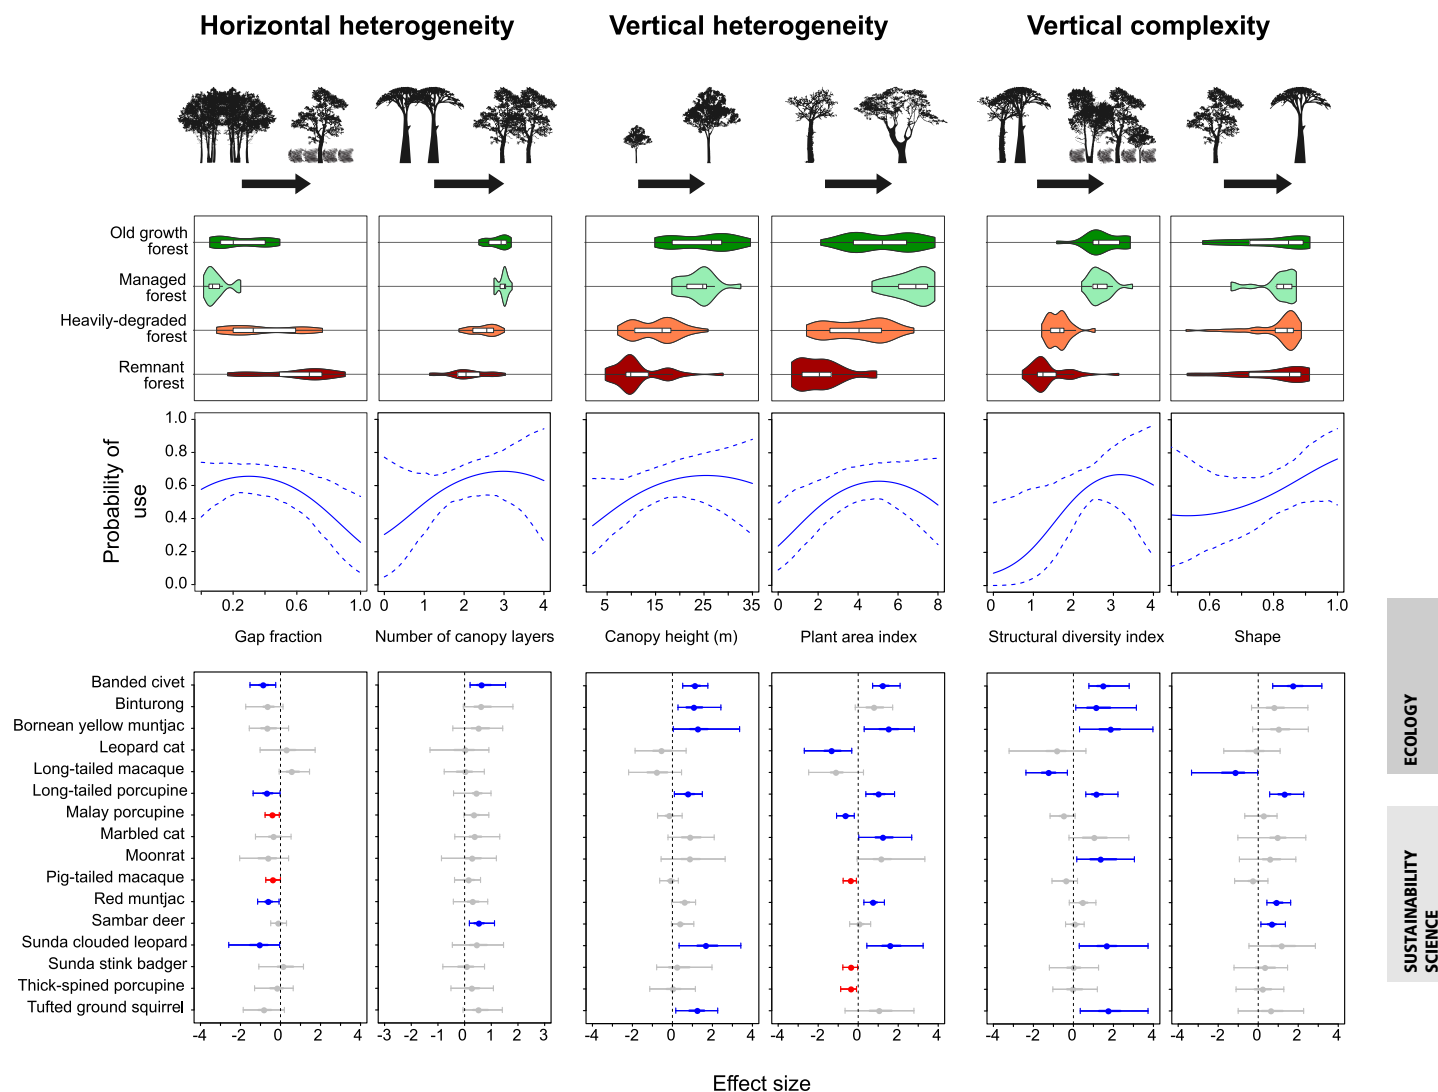 Horizontal heterogeneity
Vertical heterogeneity
Vertical complexity
Old growth
forest
Managed
forest
Heavily-degraded
forest
Remnant
forest
Probability of
use
1.0
0.8
0.6
0.4
0.2
0.0
0.2 0.6 1.0
0 1 2 3 4
5 15 25 35
0 2 4 6 8
0 1 2 3 4
0.6 0.8 1.0
Gap fraction
Number of canopy layers
Canopy height (m)
Plant area index
Structural diversity index
Shape
Banded civet
Binturong
Bornean yellow muntjac
Leopard cat
Long-tailed macaque
Long-tailed porcupine
Malay porcupine
Marbled cat
Moonrat
Pig-tailed macaque
Red muntjac
Sambar deer
Sunda clouded leopard
Sunda stink badger
Thick-spined porcupine
Tufted ground squirrel
-4 -2 0 2 4
-3 -2 -1 0 1 2 3
-4 -2 0 2 4
-4 -2 0 2 4
-4 -2 0 2 4
-4 -2 0 2 4
Effect size
ECOLOGY
SUSTAINABILITY
SCIENCE